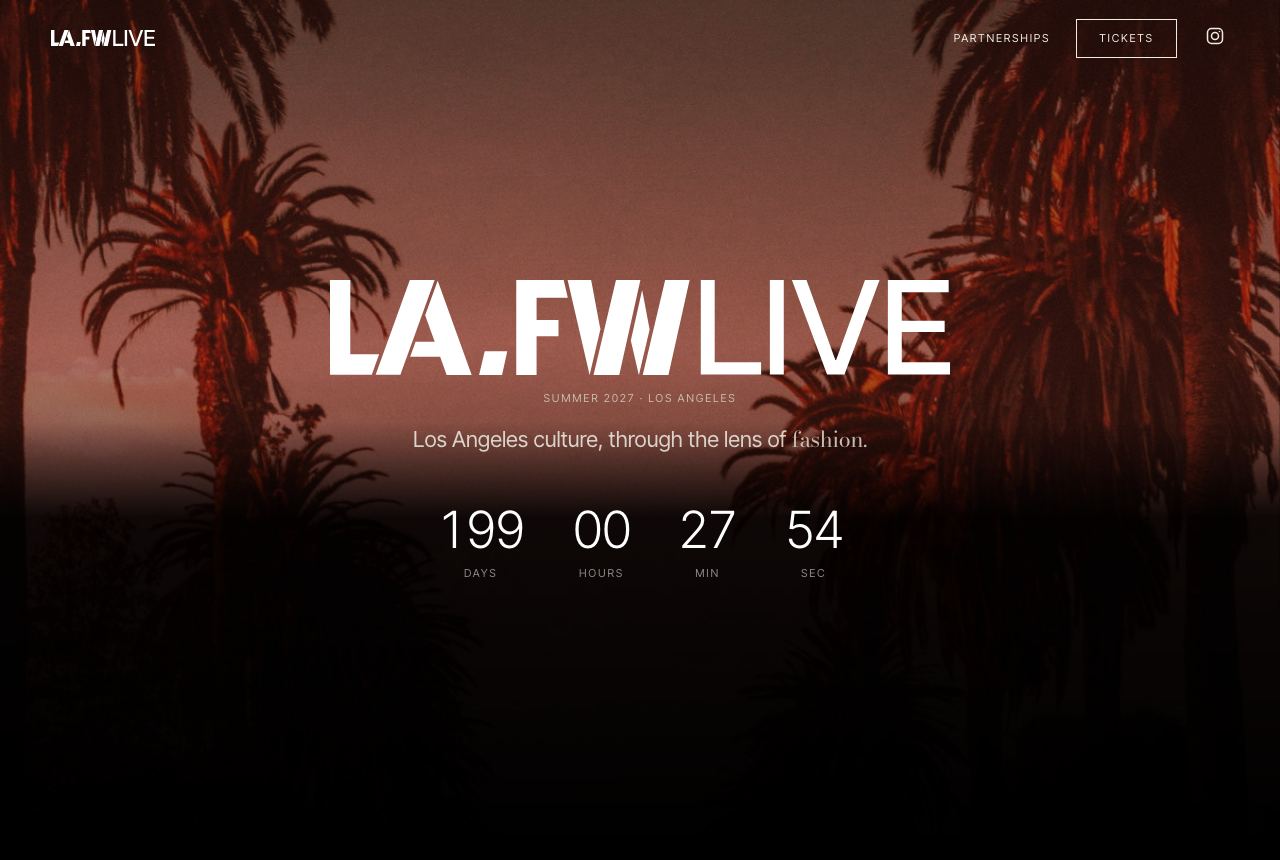 LA.FWLIVE
PARTNERSHIPS
TICKETS
LA.FWLIVE
SUMMER 2027 · LOS ANGELES
Los Angeles culture, through the lens of fashion.
199 00 27 54
DAYS HOURS MIN SEC